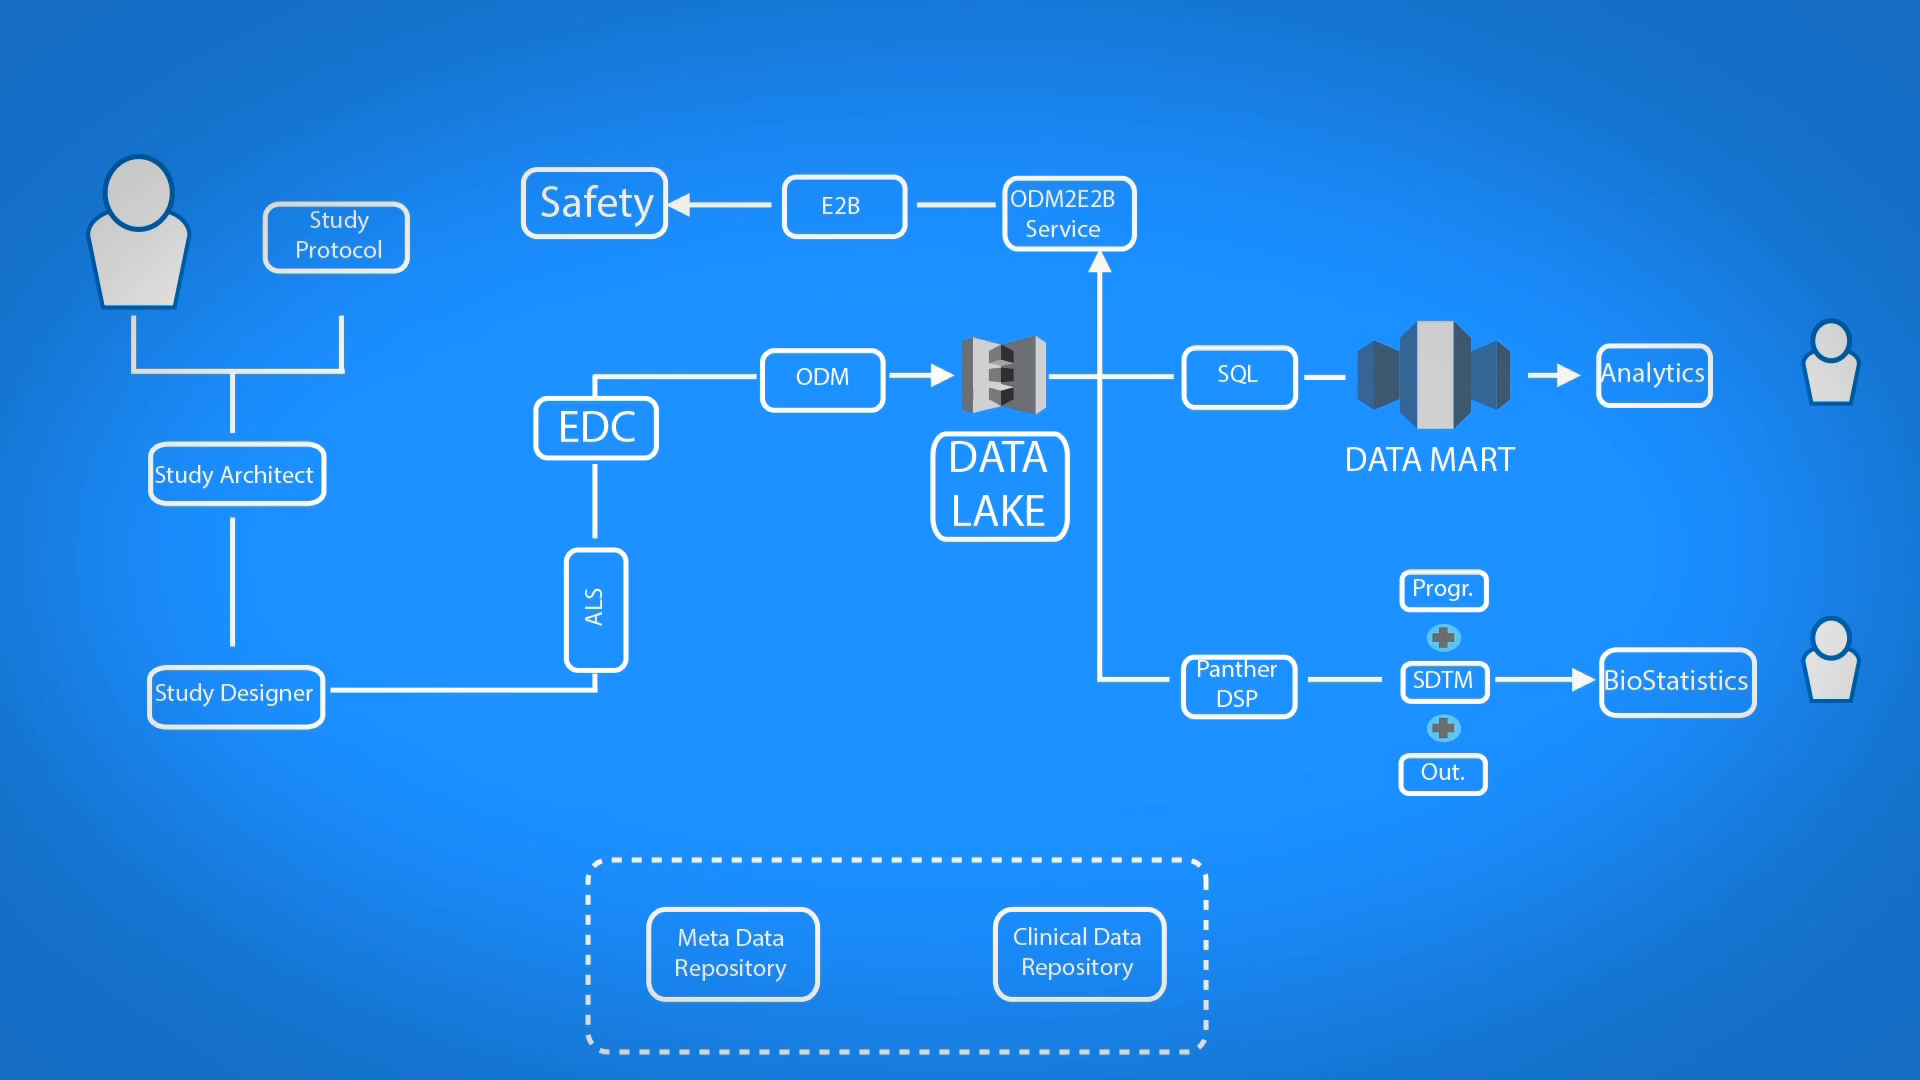 Study
Protocol
Study Architect
Study Designer
ALS
EDC
ODM
DATA
LAKE
Safety
E2B
ODM2E2B
Service
SQL
DATA MART
Analytics
Panther
DSP
Progr.
SDTM
Out.
BioStatistics
Meta Data
Repository
Clinical Data
Repository